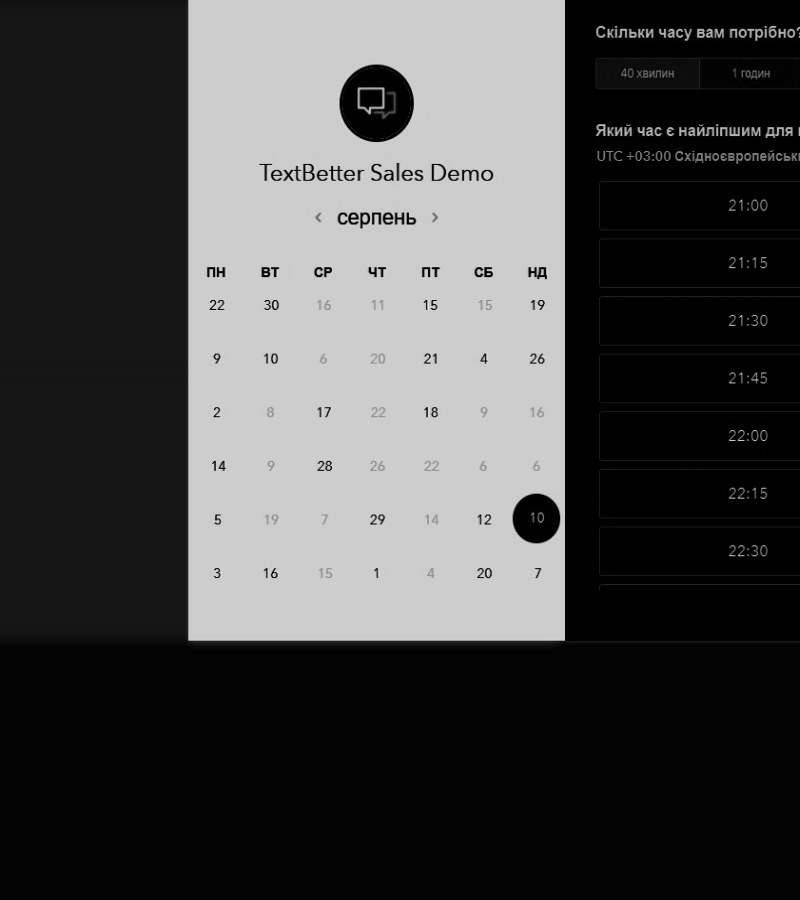 TextBetter Sales Demo
серпень
ПН ВТ СР ЧТ ПТ СБ НД
22 30 16 11 15 15 19
9 10 6 20 21 4 26
2 8 17 22 18 9 16
14 9 28 26 22 6 6
5 19 7 29 14 12 10
3 16 15 1 4 20 7
Скільки часу вам потрібно?
40 хвилин 1 годин
Який час є найліпшим для
UTC +03:00 Східноєвропейськ
21:00
21:15
21:30
21:45
22:00
22:15
22:30